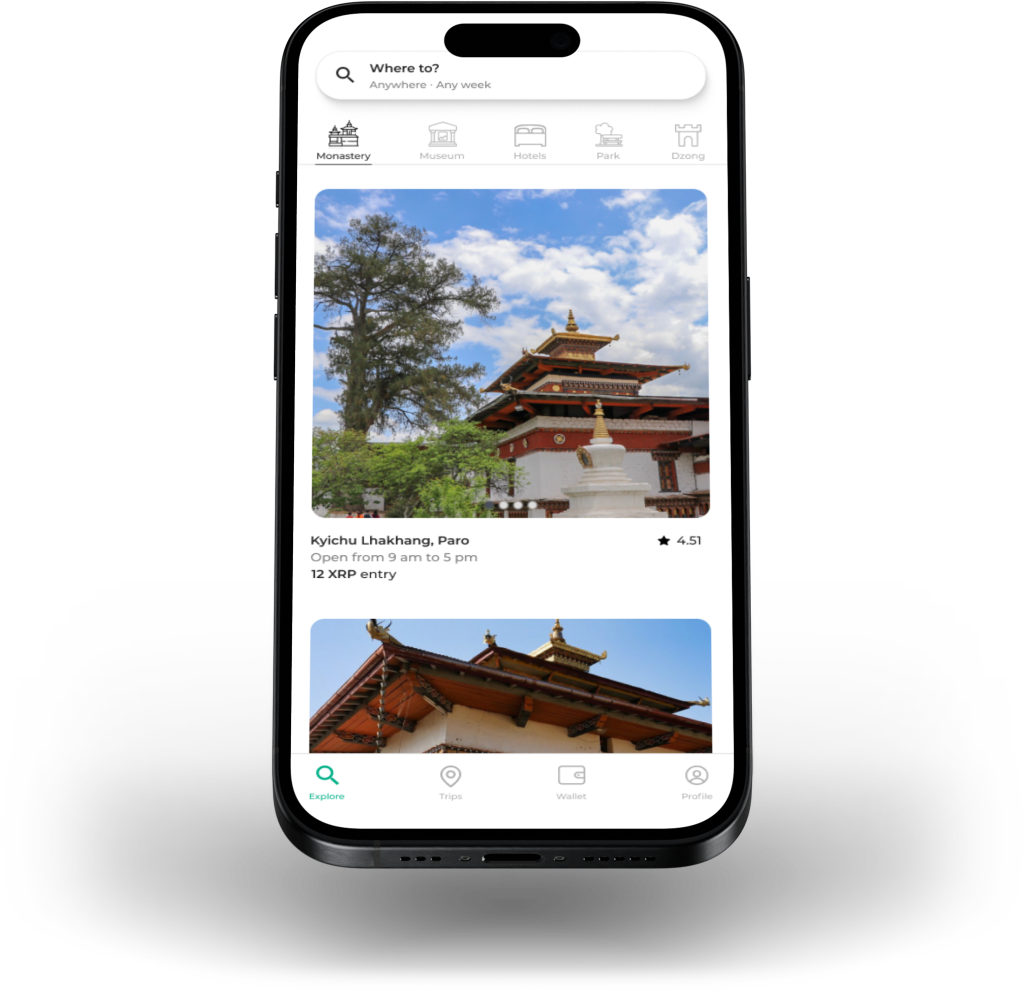 Where to?
Anywhere · Any week
Monastery
Museum
Hotels
Park
Dzong
Kyichu Lhakhang, Paro
4.51
Open from 9 am to 5 pm
12 XRP entry
Explore
Trips
Wallet
Profile